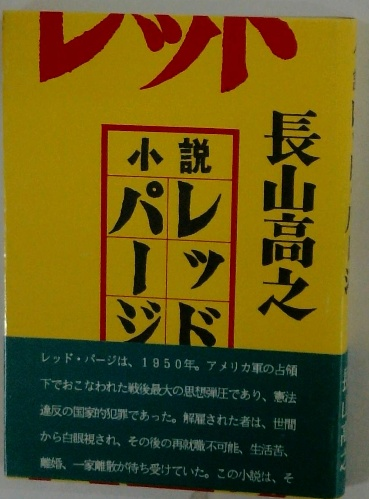 レッド
長山高之
小説
レッド
パージ
レッド・パージは、1950年。アメリカ軍の占領
下でおこなわれた戦後最大の思想弾圧であり、憲法
違反の国家的犯罪であった。解雇された者は、世間
から白眼視され、その後の再就職不可能、生活苦、
離婚、一家離散が待ち受けていた。この小説は、そ
長山高之